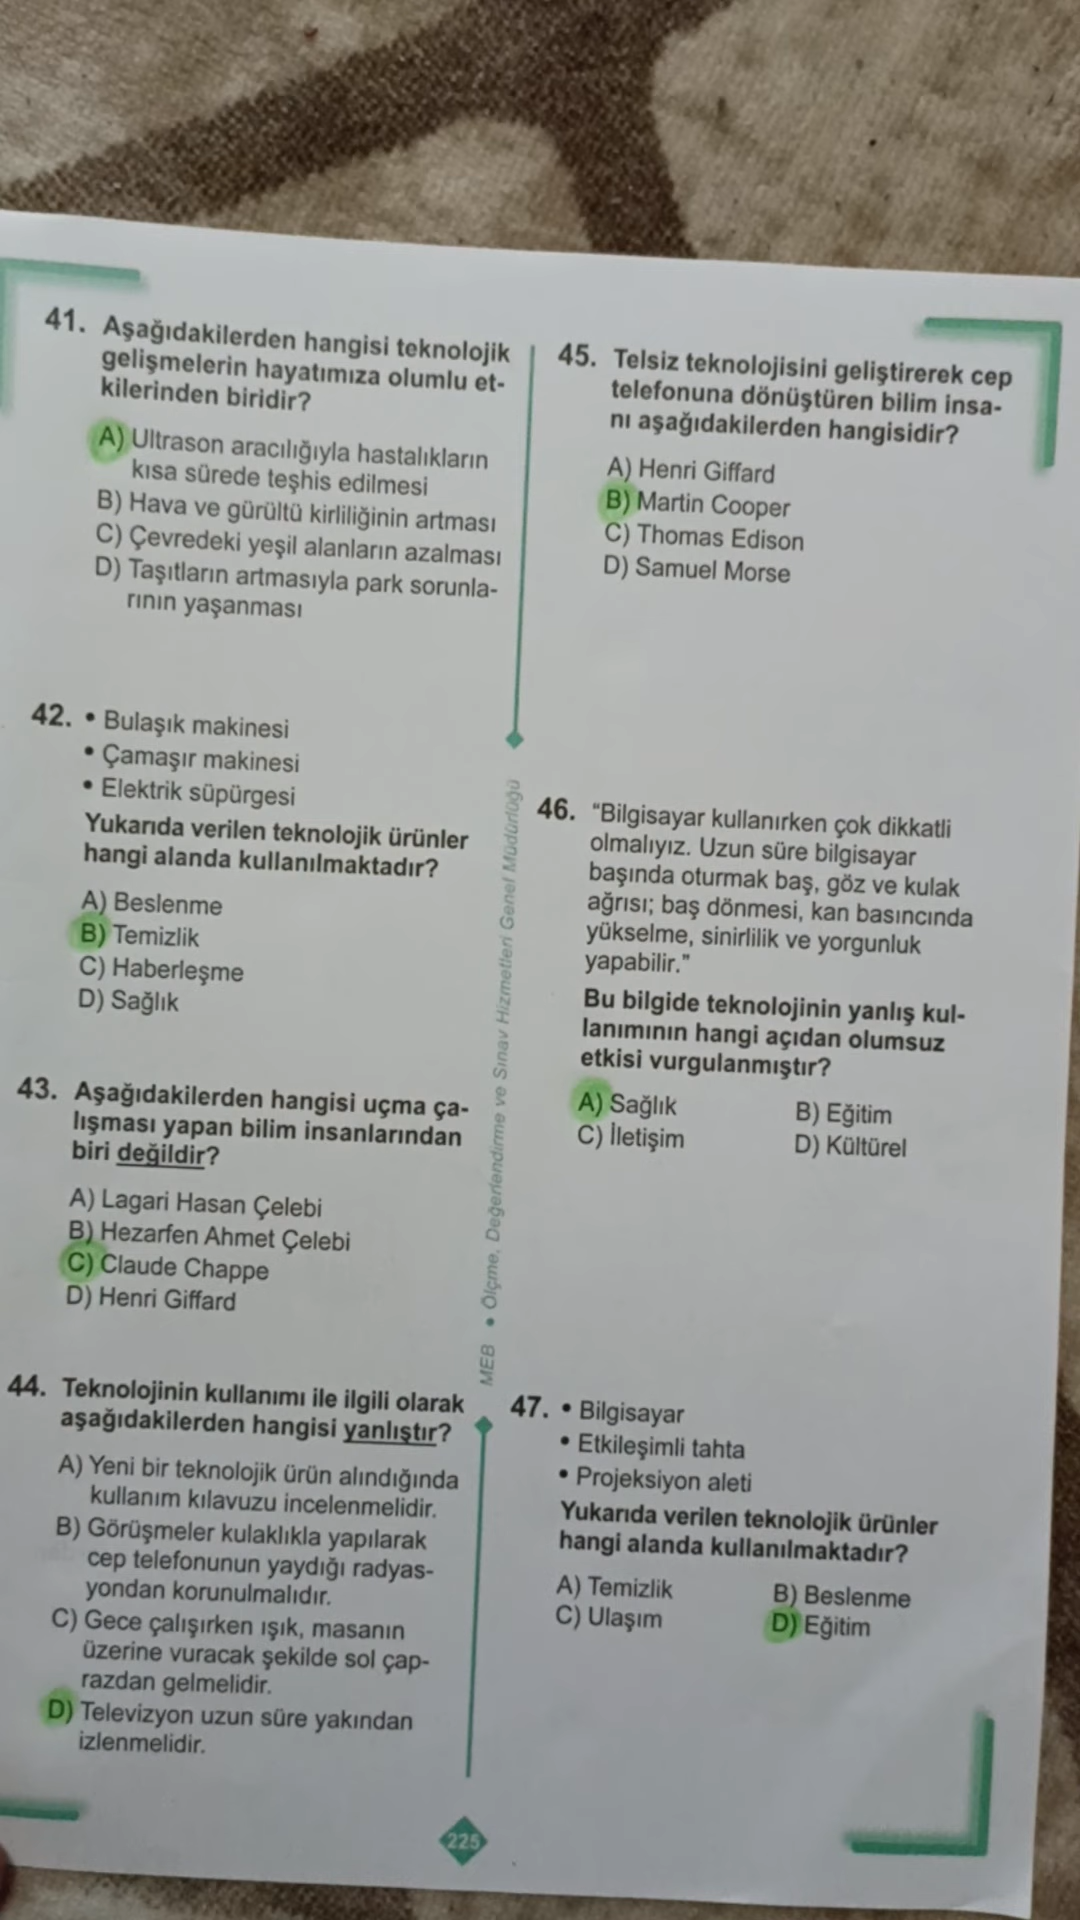 41. Aşağıdakilerden hangisi teknolojik
gelişmelerin hayatımıza olumlu et-
kilerinden biridir?
A) Ultrason aracılığıyla hastalıkların
kısa sürede teşhis edilmesi
B) Hava ve gürültü kirliliğinin artması
C) Çevredeki yeşil alanların azalması
D) Taşıtların artmasıyla park sorunla-
rının yaşanması
42. • Bulaşık makinesi
• Çamaşır makinesi
• Elektrik süpürgesi
Yukarıda verilen teknolojik ürünler
hangi alanda kullanılmaktadır?
A) Beslenme
B) Temizlik
C) Haberleşme
D) Sağlık
43. Aşağıdakilerden hangisi uçma ça-
lışması yapan bilim insanlarından
biri değildir?
A) Lagari Hasan Çelebi
B) Hezarfen Ahmet Çelebi
C) Claude Chappe
D) Henri Giffard
44. Teknolojinin kullanımı ile ilgili olarak
aşağıdakilerden hangisi yanlıştır?
A) Yeni bir teknolojik ürün alındığında
kullanım kılavuzu incelenmelidir.
B) Görüşmeler kulaklıkla yapılarak
cep telefonunun yaydığı radyas-
yondan korunulmalıdır.
C) Gece çalışırken ışık, masanın
üzerine vuracak şekilde sol çap-
razdan gelmelidir.
D) Televizyon uzun süre yakından
izlenmelidir.
MEB • Ölçme, Değerlendirme ve Sınav Hizmetleri Genel Müdürlüğü
45. Telsiz teknolojisini geliştirerek cep
telefonuna dönüştüren bilim insa-
nı aşağıdakilerden hangisidir?
A) Henri Giffard
B) Martin Cooper
C) Thomas Edison
D) Samuel Morse
46. “Bilgisayar kullanırken çok dikkatli
olmalıyız. Uzun süre bilgisayar
başında oturmak baş, göz ve kulak
ağrısı; baş dönmesi, kan basıncında
yükselme, sinirlilik ve yorgunluk
yapabilir.”
Bu bilgide teknolojinin yanlış kul-
lanımının hangi açıdan olumsuz
etkisi vurgulanmıştır?
A) Sağlık B) Eğitim
C) İletişim D) Kültürel
47. • Bilgisayar
• Etkileşimli tahta
• Projeksiyon aleti
Yukarıda verilen teknolojik ürünler
hangi alanda kullanılmaktadır?
A) Temizlik B) Beslenme
C) Ulaşım D) Eğitim
225